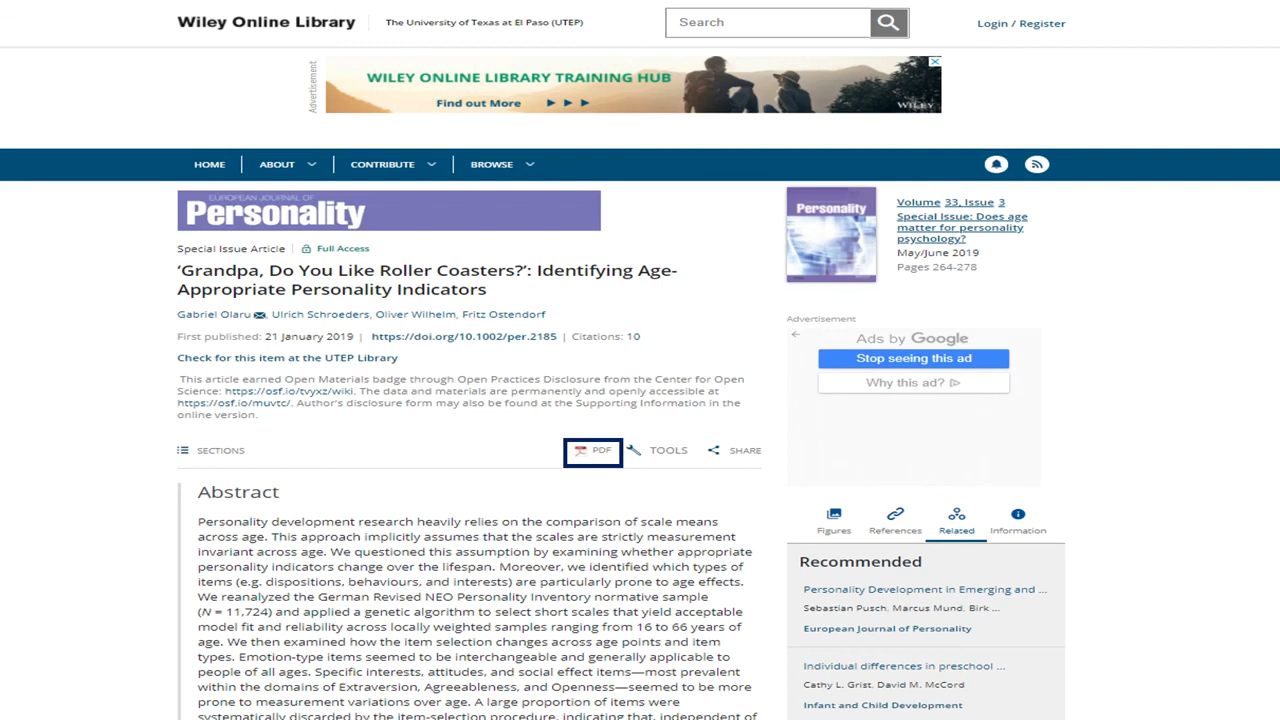 Wiley Online Library
The University of Texas at El Paso (UTEP)
Search
Login / Register
Advertisement
WILEY ONLINE LIBRARY TRAINING HUB
Find out More
WILEY
HOME
ABOUT
CONTRIBUTE
BROWSE
EUROPEAN JOURNAL OF
Personality
Special Issue Article
Full Access
‘Grandpa, Do You Like Roller Coasters?’: Identifying Age-
Appropriate Personality Indicators
Gabriel Olaru, Ulrich Schroeders, Oliver Wilhelm, Fritz Ostendorf
First published: 21 January 2019 | https://doi.org/10.1002/per.2185 | Citations: 10
Check for this item at the UTEP Library
This article earned Open Materials badge through Open Practices Disclosure from the Center for Open
Science: https://osf.io/tvyxz/wiki. The data and materials are permanently and openly accessible at
https://osf.io/muvtc/. Author's disclosure form may also be found at the Supporting Information in the
online version.
SECTIONS
PDF
TOOLS
SHARE
Abstract
Personality development research heavily relies on the comparison of scale means
across age. This approach implicitly assumes that the scales are strictly measurement
invariant across age. We questioned this assumption by examining whether appropriate
personality indicators change over the lifespan. Moreover, we identified which types of
items (e.g. dispositions, behaviours, and interests) are particularly prone to age effects.
We reanalyzed the German Revised NEO Personality Inventory normative sample
(N = 11,724) and applied a genetic algorithm to select short scales that yield acceptable
model fit and reliability across locally weighted samples ranging from 16 to 66 years of
age. We then examined how the item selection changes across age points and item
types. Emotion-type items seemed to be interchangeable and generally applicable to
people of all ages. Specific interests, attitudes, and social effect items—most prevalent
within the domains of Extraversion, Agreeableness, and Openness—seemed to be more
prone to measurement variations over age. A large proportion of items were
systematically discarded by the item-selection procedure, indicating that, independent of
Personality
Volume 33, Issue 3
Special Issue: Does age
matter for personality
psychology?
May/June 2019
Pages 264-278
Advertisement
Ads by Google
Stop seeing this ad
Why this ad?
Figures
References
Related
Information
Recommended
Personality Development in Emerging and ...
Sebastian Pusch, Marcus Mund, Birk ...
European Journal of Personality
Individual differences in preschool ...
Cathy L. Grist, David M. McCord
Infant and Child Development